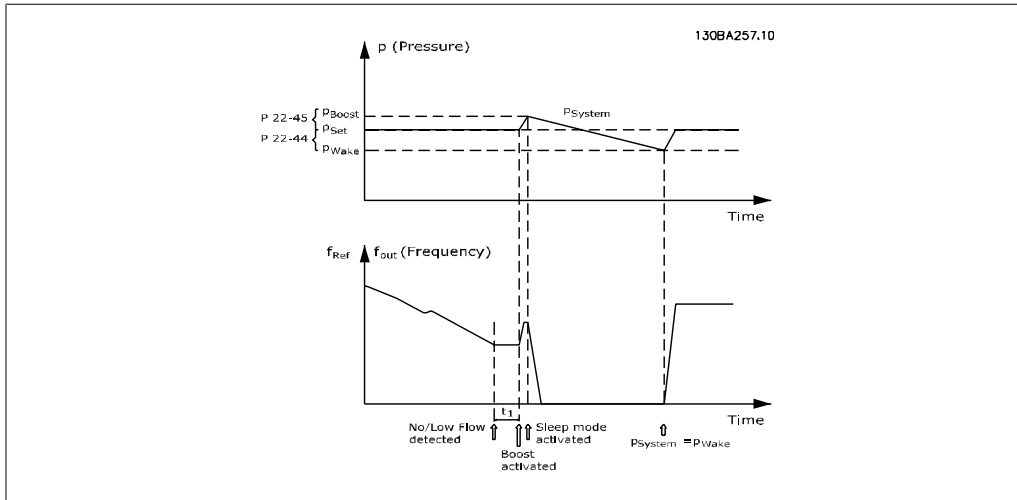 130BA257.10
p (Pressure)
P 22-45 { pBoost
pSystem
pSet
P 22-44 {
pWake
Time
fRef fout (Frequency)
Time
t1
No/Low Flow
detected
Boost
activated
Sleep mode
activated
pSystem = pWake